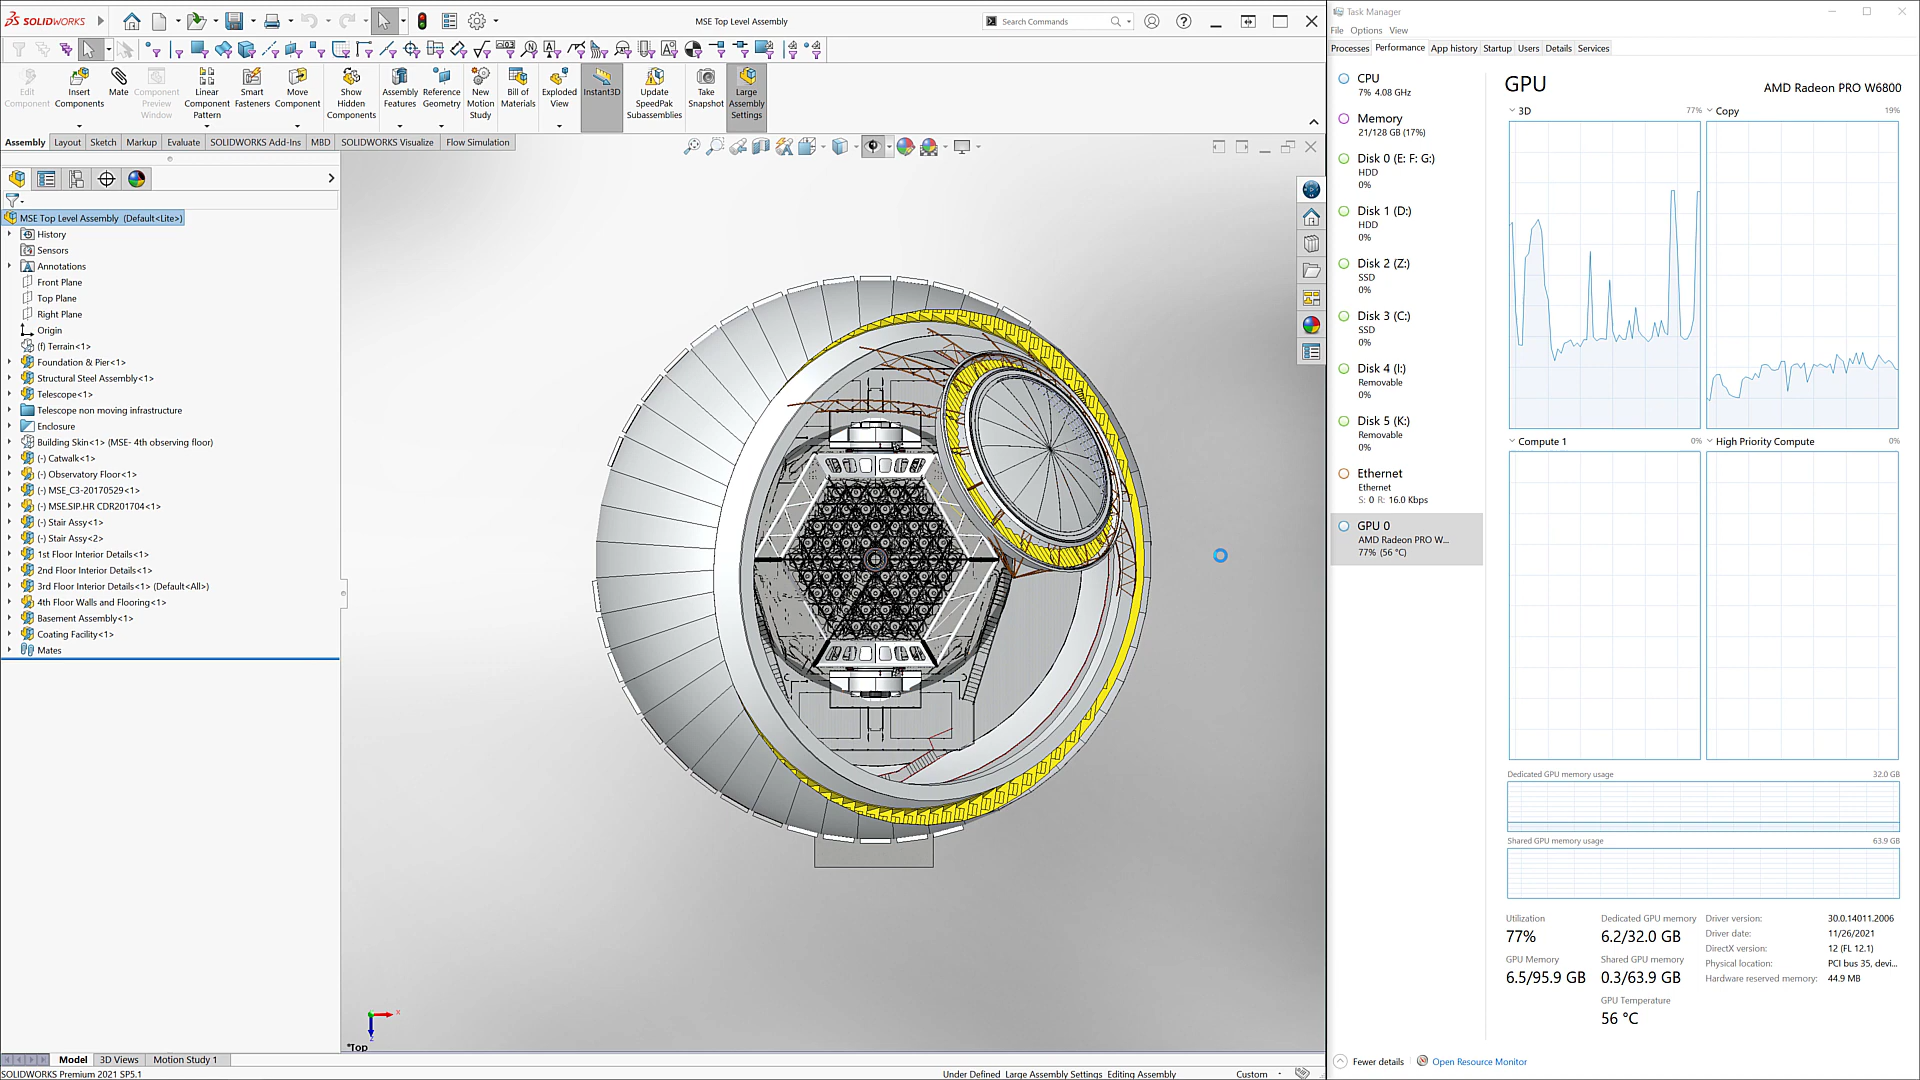 SOLIDWORKS
MSE Top Level Assembly
Search Commands
Edit Component
Insert Components
Mate
Component Preview Window
Linear Component Pattern
Smart Fasteners
Move Component
Show Hidden Components
Assembly Features
Reference Geometry
New Motion Study
Bill of Materials
Exploded View
Instant3D
Update SpeedPak Subassemblies
Take Snapshot
Large Assembly Settings
Assembly Layout Sketch Markup Evaluate SOLIDWORKS Add-Ins MBD SOLIDWORKS Visualize Flow Simulation
MSE Top Level Assembly (Default<Lite>)
History
Sensors
Annotations
Front Plane
Top Plane
Right Plane
Origin
(f) Terrain<1>
Foundation & Pier<1>
Structural Steel Assembly<1>
Telescope<1>
Telescope non moving infrastructure
Enclosure
Building Skin<1> (MSE- 4th observing floor)
(-) Catwalk<1>
(-) Observatory Floor<1>
(-) MSE_C3-20170529<1>
(-) MSE.SIP.HR CDR201704<1>
(-) Stair Assy<1>
(-) Stair Assy<2>
1st Floor Interior Details<1>
2nd Floor Interior Details<1>
3rd Floor Interior Details<1> (Default<All>)
4th Floor Walls and Flooring<1>
Basement Assembly<1>
Coating Facility<1>
Mates
x
z
*Top
Model 3D Views Motion Study 1
SOLIDWORKS Premium 2021 SP5.1
Under Defined Large Assembly Settings Editing Assembly Custom
Task Manager
File Options View
Processes Performance App history Startup Users Details Services
CPU
7% 4.08 GHz
Memory
21/128 GB (17%)
Disk 0 (E: F: G:)
HDD
0%
Disk 1 (D:)
HDD
0%
Disk 2 (Z:)
SSD
0%
Disk 3 (C:)
SSD
0%
Disk 4 (I:)
Removable
0%
Disk 5 (K:)
Removable
0%
Ethernet
Ethernet
S: 0 R: 16.0 Kbps
GPU 0
AMD Radeon PRO W...
77% (56 °C)
GPU
AMD Radeon PRO W6800
3D 77% Copy 19%
Compute 1 0% High Priority Compute 0%
Dedicated GPU memory usage 32.0 GB
Shared GPU memory usage 63.9 GB
Utilization
77%
GPU Memory
6.5/95.9 GB
Dedicated GPU memory
6.2/32.0 GB
Shared GPU memory
0.3/63.9 GB
GPU Temperature
56 °C
Driver version: 30.0.14011.2006
Driver date: 11/26/2021
DirectX version: 12 (FL 12.1)
Physical location: PCI bus 35, devi...
Hardware reserved memory: 44.9 MB
Fewer details Open Resource Monitor